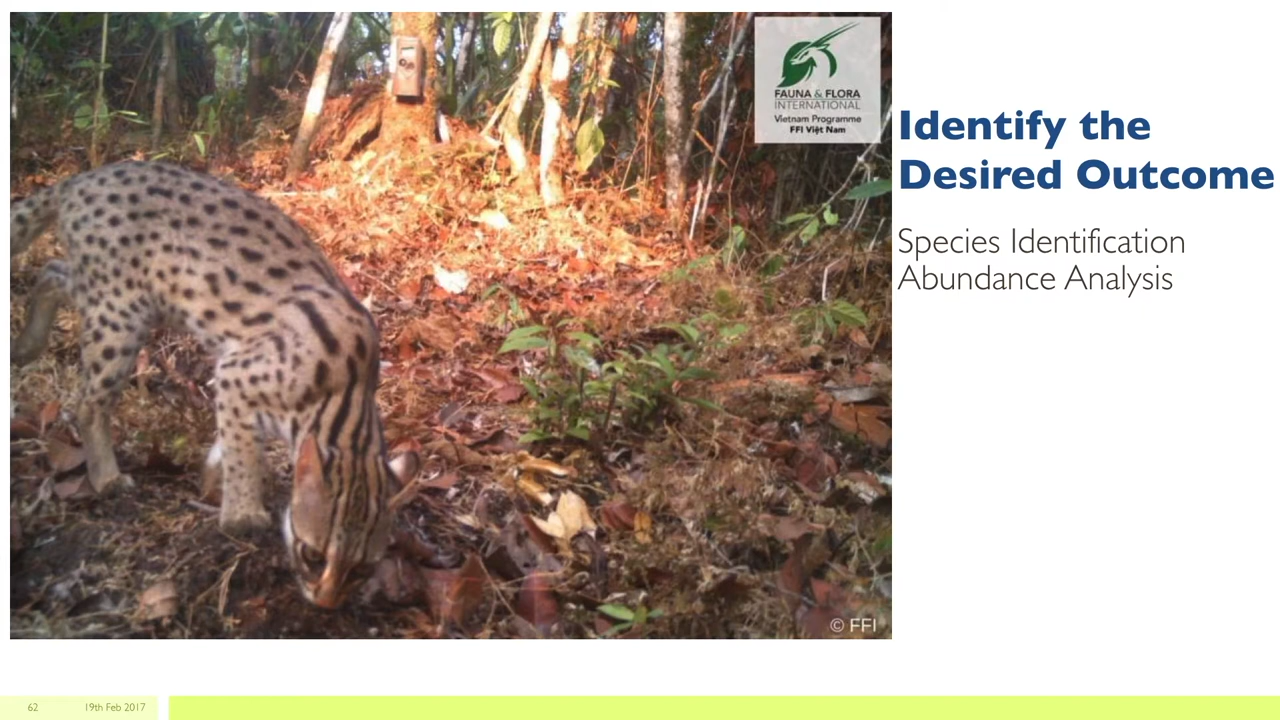 FAUNA & FLORA
INTERNATIONAL
Vietnam Programme
FFI Việt Nam
Identify the
Desired Outcome
Species Identification
Abundance Analysis
© FFI
62
19th Feb 2017